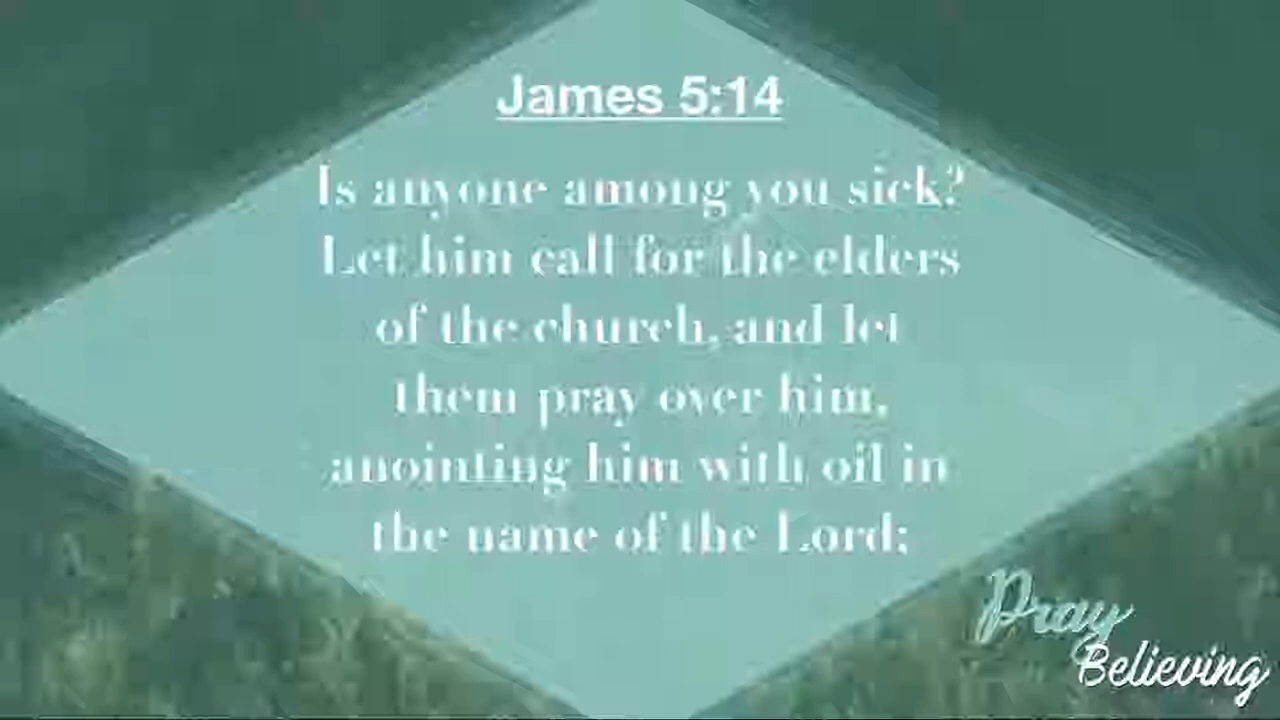 James 5:14
Is anyone among you sick?
Let him call for the elders
of the church, and let
them pray over him,
anointing him with oil in
the name of the Lord;
Pray
Believing